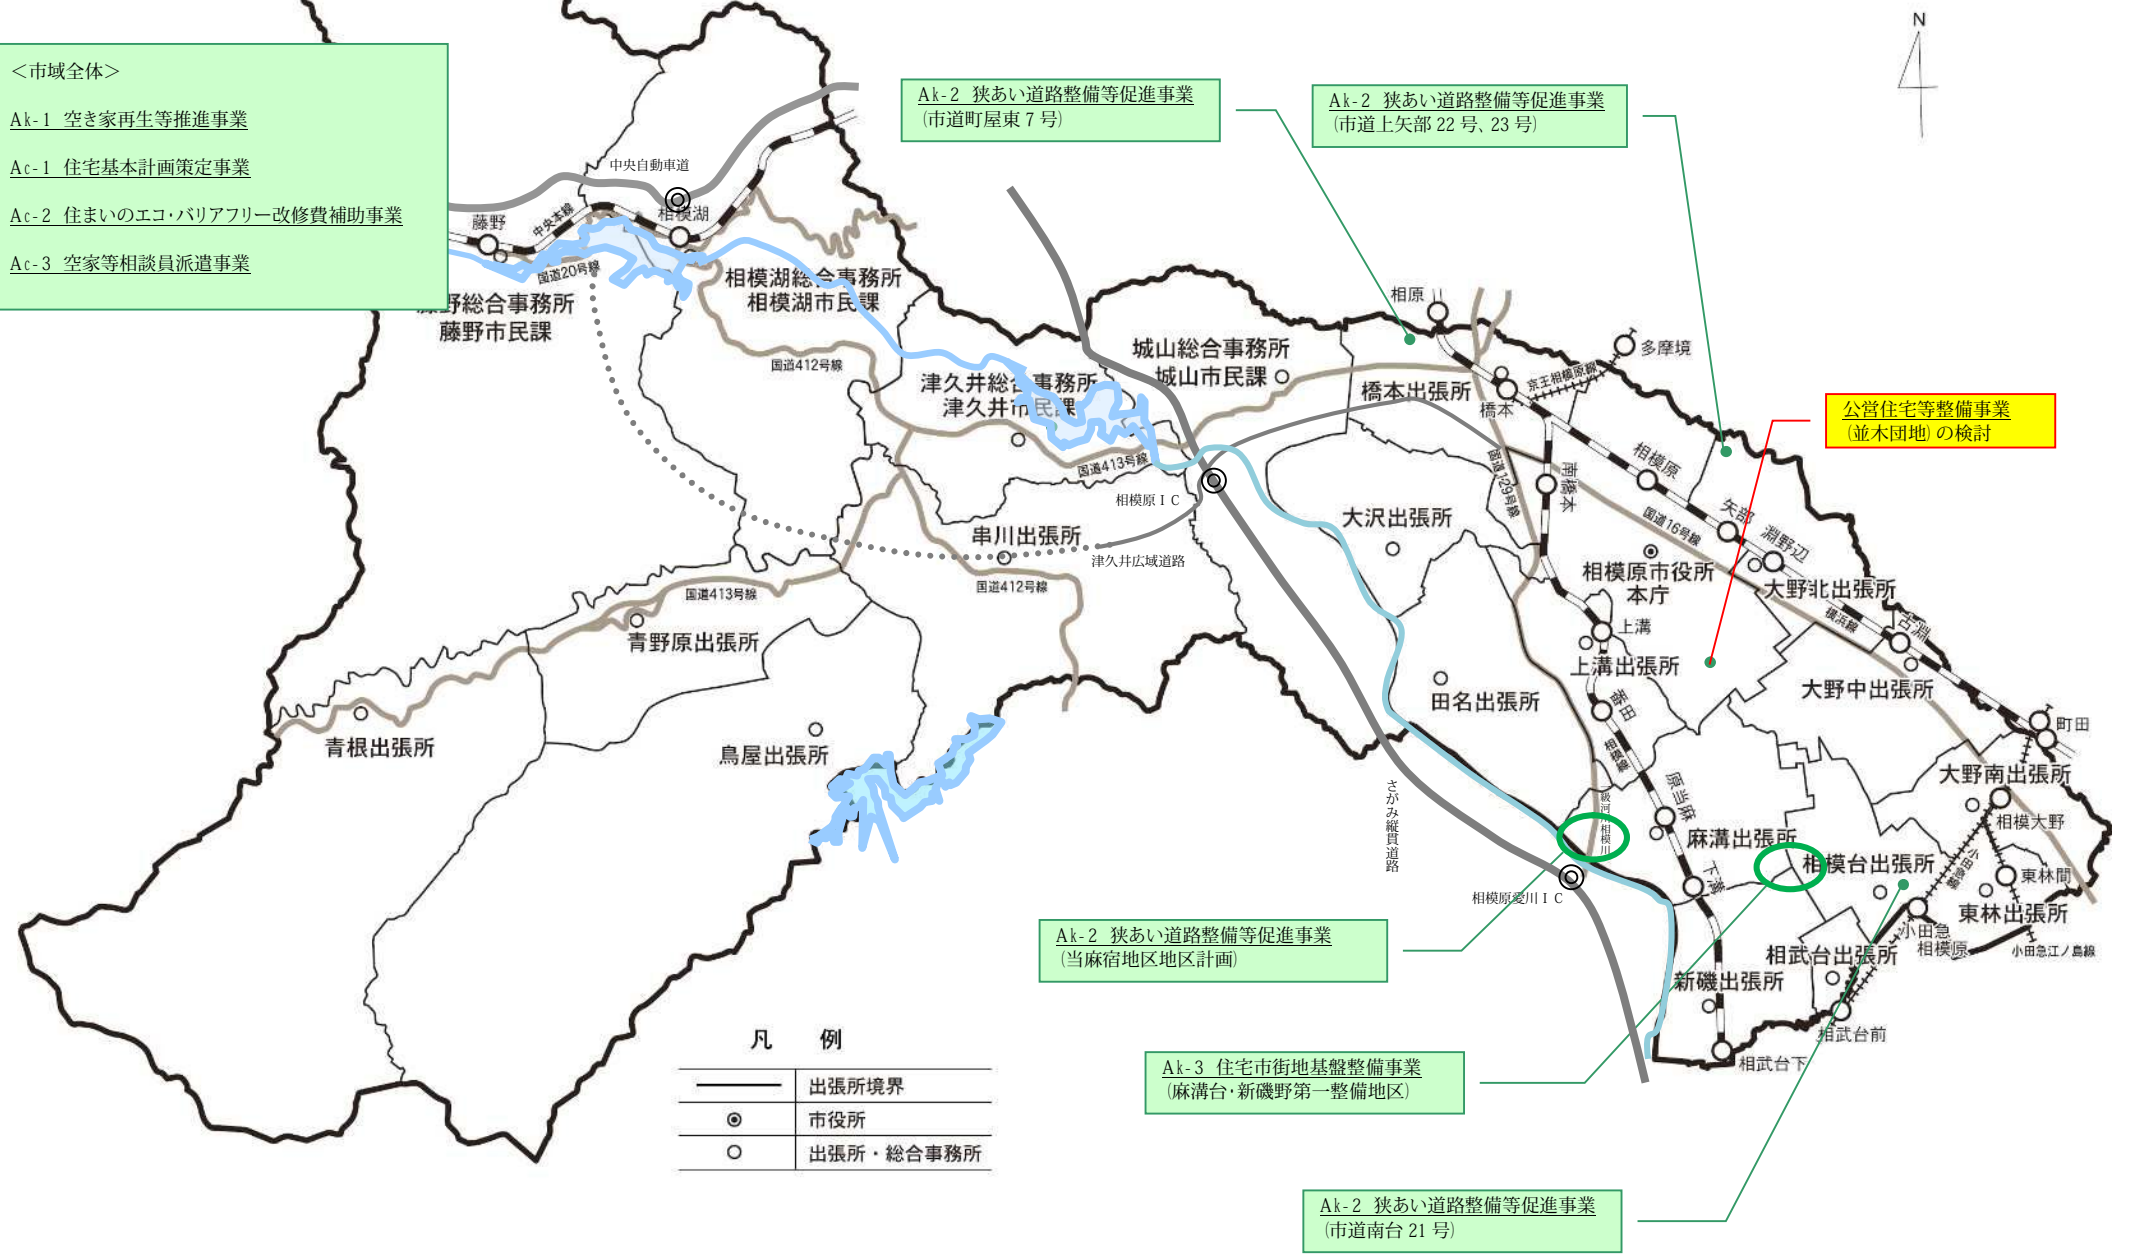 N
＜市域全体＞
Ak-1 空き家再生等推進事業
Ac-1 住宅基本計画策定事業
Ac-2 住まいのエコ・バリアフリー改修費補助事業
Ac-3 空家等相談員派遣事業
Ak-2 狭あい道路整備等促進事業
(市道町屋東7号)
Ak-2 狭あい道路整備等促進事業
(市道上矢部22号、23号)
公営住宅等整備事業
(並木団地)の検討
中央自動車道
藤野
中央本線
相模湖
国道20号線
野総合事務所
藤野市民課
相模湖総合事務所
相模湖市民課
国道412号線
津久井総合事務所
津久井市民課
城山総合事務所
城山市民課
相原
多摩境
京王相模原線
橋本出張所
橋本
国道413号線
相模原IC
津久井広域道路
串川出張所
国道412号線
国道413号線
青野原出張所
青根出張所
鳥屋出張所
大沢出張所
国道129号線
南橋本
相模原
矢部
淵野辺
国道16号線
相模原市役所
本庁
大野北出張所
横浜線
古淵
上溝
上溝出張所
大野中出張所
田名出張所
番田
相模線
町田
さがみ縦貫道路
一級河川相模川
原当麻
麻溝出張所
大野南出張所
相模大野
小田急線
相模台出張所
東林間
東林出張所
下溝
相模原愛川IC
小田急
相模原
小田急江ノ島線
相武台出張所
新磯出張所
相武台前
相武台下
Ak-2 狭あい道路整備等促進事業
(当麻宿地区地区計画)
Ak-3 住宅市街地基盤整備事業
(麻溝台・新磯野第一整備地区)
Ak-2 狭あい道路整備等促進事業
(市道南台21号)
凡 例
出張所境界
市役所
出張所・総合事務所